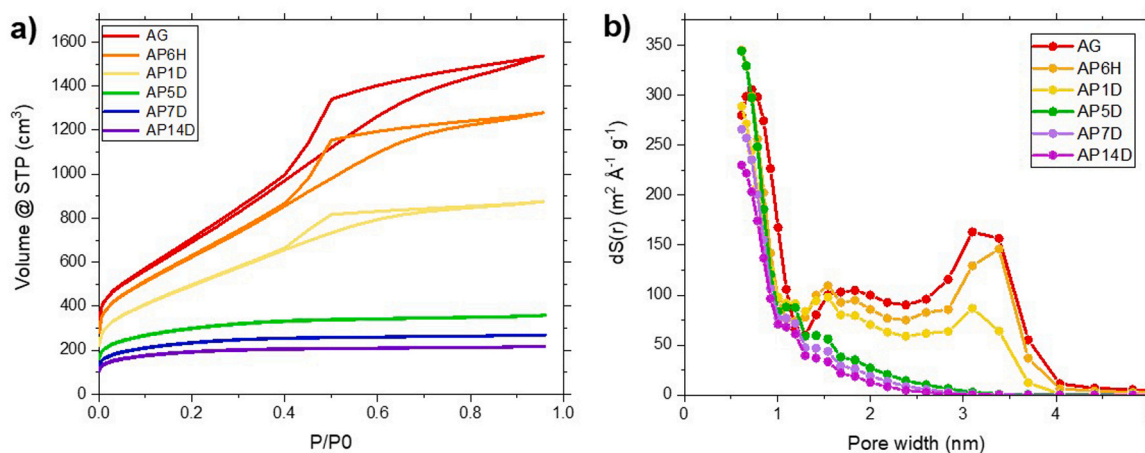 a)
AG
AP6H
AP1D
AP5D
AP7D
AP14D
Volume @ STP (cm³)
1600
1400
1200
1000
800
600
400
200
0
0.0 0.2 0.4 0.6 0.8 1.0
P/P0
b)
AG
AP6H
AP1D
AP5D
AP7D
AP14D
dS(r) (m² Å⁻¹ g⁻¹)
350
300
250
200
150
100
50
0
0 1 2 3 4
Pore width (nm)